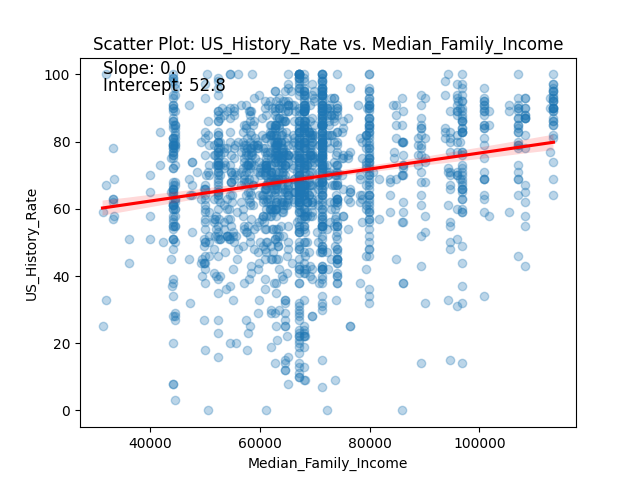 Scatter Plot: US_History_Rate vs. Median_Family_Income
Slope: 0.0
Intercept: 52.8
100
80
60
40
20
0
US_History_Rate
40000 60000 80000 100000
Median_Family_Income